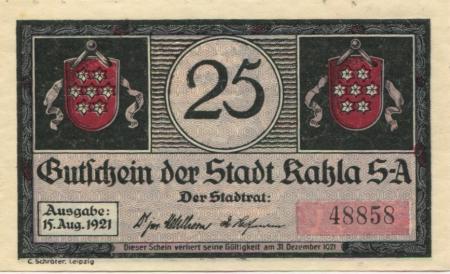 25
Gutschein der Stadt Kahla S-A
Der Stadtrat:
Ausgabe:
15. Aug. 1921
48858
Dieser Schein verliert seine Gültigkeit am 31 Dezember 1921
C. Schröter, Leipzig